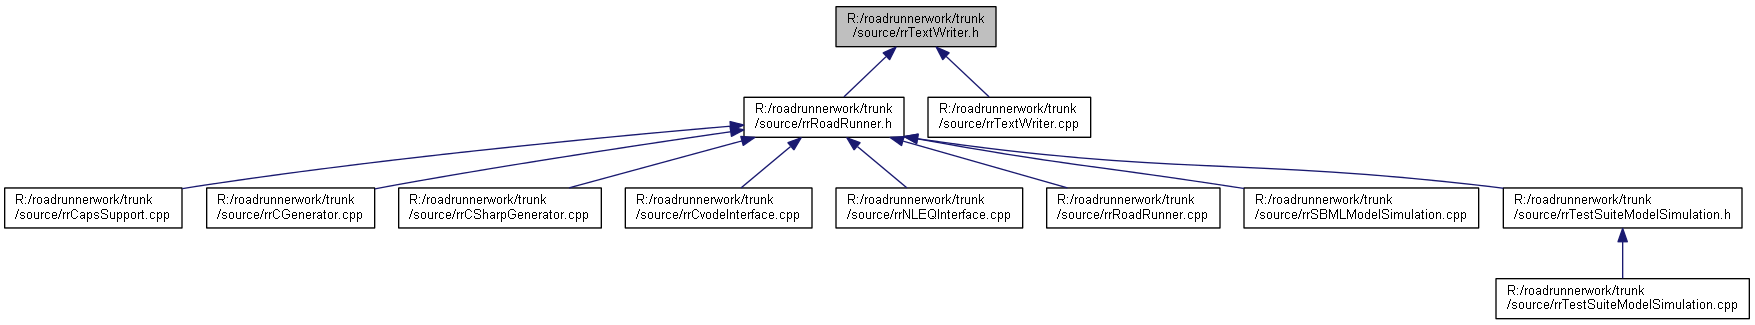 R:/roadrunnerwork/trunk
/source/rrTextWriter.h
R:/roadrunnerwork/trunk
/source/rrRoadRunner.h
R:/roadrunnerwork/trunk
/source/rrTextWriter.cpp
R:/roadrunnerwork/trunk
/source/rrCapsSupport.cpp
R:/roadrunnerwork/trunk
/source/rrCGenerator.cpp
R:/roadrunnerwork/trunk
/source/rrCSharpGenerator.cpp
R:/roadrunnerwork/trunk
/source/rrCvodeInterface.cpp
R:/roadrunnerwork/trunk
/source/rrNLEQInterface.cpp
R:/roadrunnerwork/trunk
/source/rrRoadRunner.cpp
R:/roadrunnerwork/trunk
/source/rrSBMLModelSimulation.cpp
R:/roadrunnerwork/trunk
/source/rrTestSuiteModelSimulation.h
R:/roadrunnerwork/trunk
/source/rrTestSuiteModelSimulation.cpp